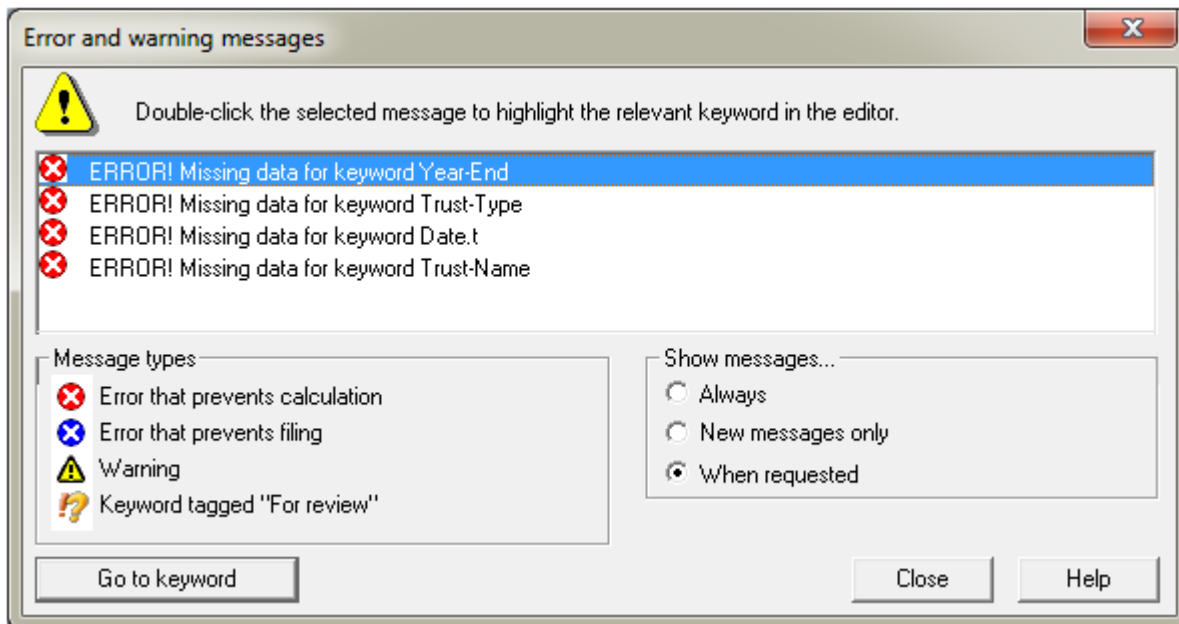 Error and warning messages
Double-click the selected message to highlight the relevant keyword in the editor.
ERROR! Missing data for keyword Year-End
ERROR! Missing data for keyword Trust-Type
ERROR! Missing data for keyword Date.t
ERROR! Missing data for keyword Trust-Name
Message types
Error that prevents calculation
Error that prevents filing
Warning
Keyword tagged "For review"
Show messages...
Always
New messages only
When requested
Go to keyword
Close
Help